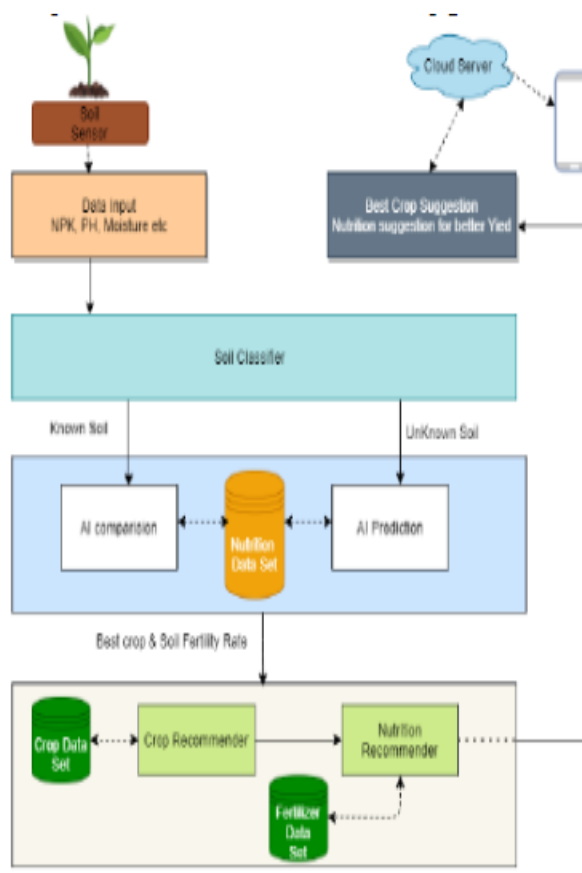 Soil
Sensor
Cloud Server
Data Input
NPK, PH, Moisture etc
Best Crop Suggestion
Nutrition suggestion for better Yied
Soil Classifier
Known Soil
UnKnown Soil
AI comparision
Nutrition
Data Set
AI Prediction
Best crop & Soil Fertility Rate
Crop Data
Set
Crop Recommender
Nutrition
Recommender
Fertilizer
Data
Set